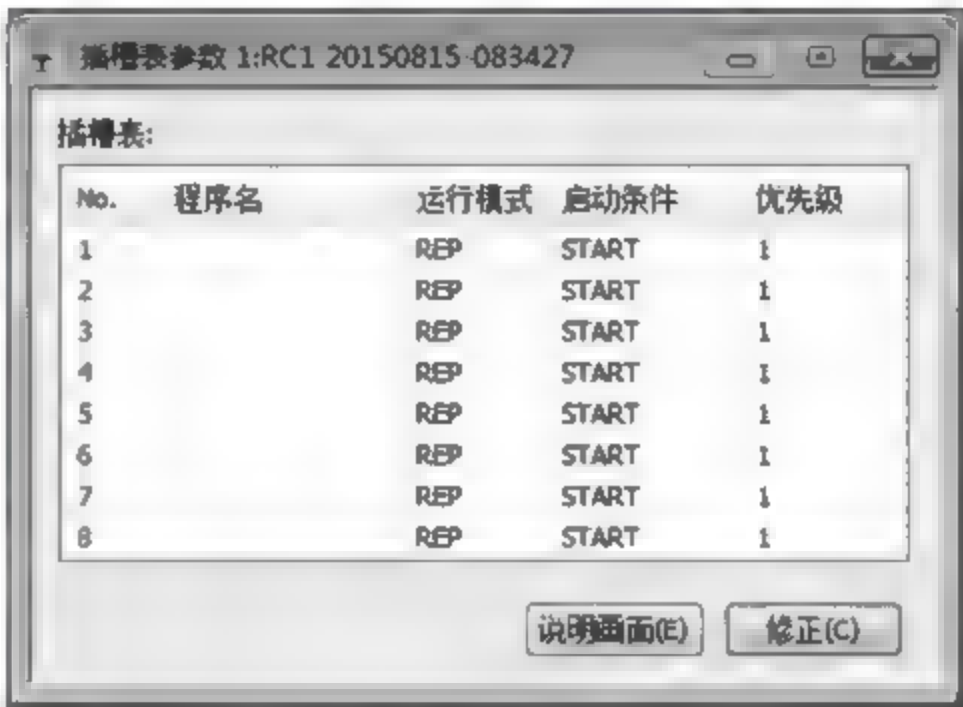 插槽表参数 1:RC1 20150815-083427
插槽表:
No. 程序名 运行模式 启动条件 优先级
1 REP START 1
2 REP START 1
3 REP START 1
4 REP START 1
5 REP START 1
6 REP START 1
7 REP START 1
8 REP START 1
说明画面(E) 修正(C)